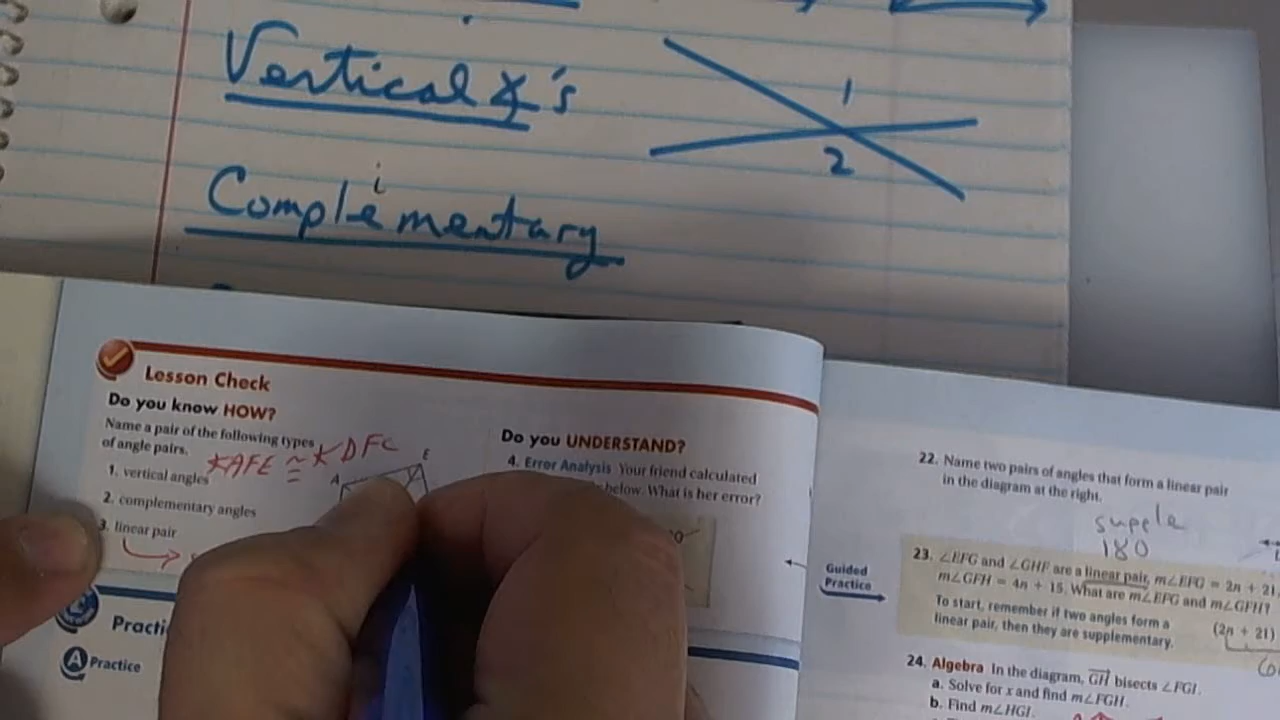 Vertical ∡'s
1
2
i
Complementary
Lesson Check
Do you know HOW?
Name a pair of the following types
of angle pairs.
∡AFE ≅ ∡DFC
1. vertical angles
A
E
2. complementary angles
3. linear pair
Practice
A
Do you UNDERSTAND?
4. Error Analysis Your friend calculated
below. What is her error?
Guided
Practice
22. Name two pairs of angles that form a linear pair
in the diagram at the right.
supple
180
23. ∠EFG and ∠GHF are a linear pair, m∠EFG = 2n + 21,
m∠GFH = 4n + 15. What are m∠EFG and m∠GFH?
To start, remember if two angles form a
linear pair, then they are supplementary.
(2n + 21)
24. Algebra In the diagram, GH bisects ∠FGI.
a. Solve for x and find m∠FGH.
b. Find m∠HGI.